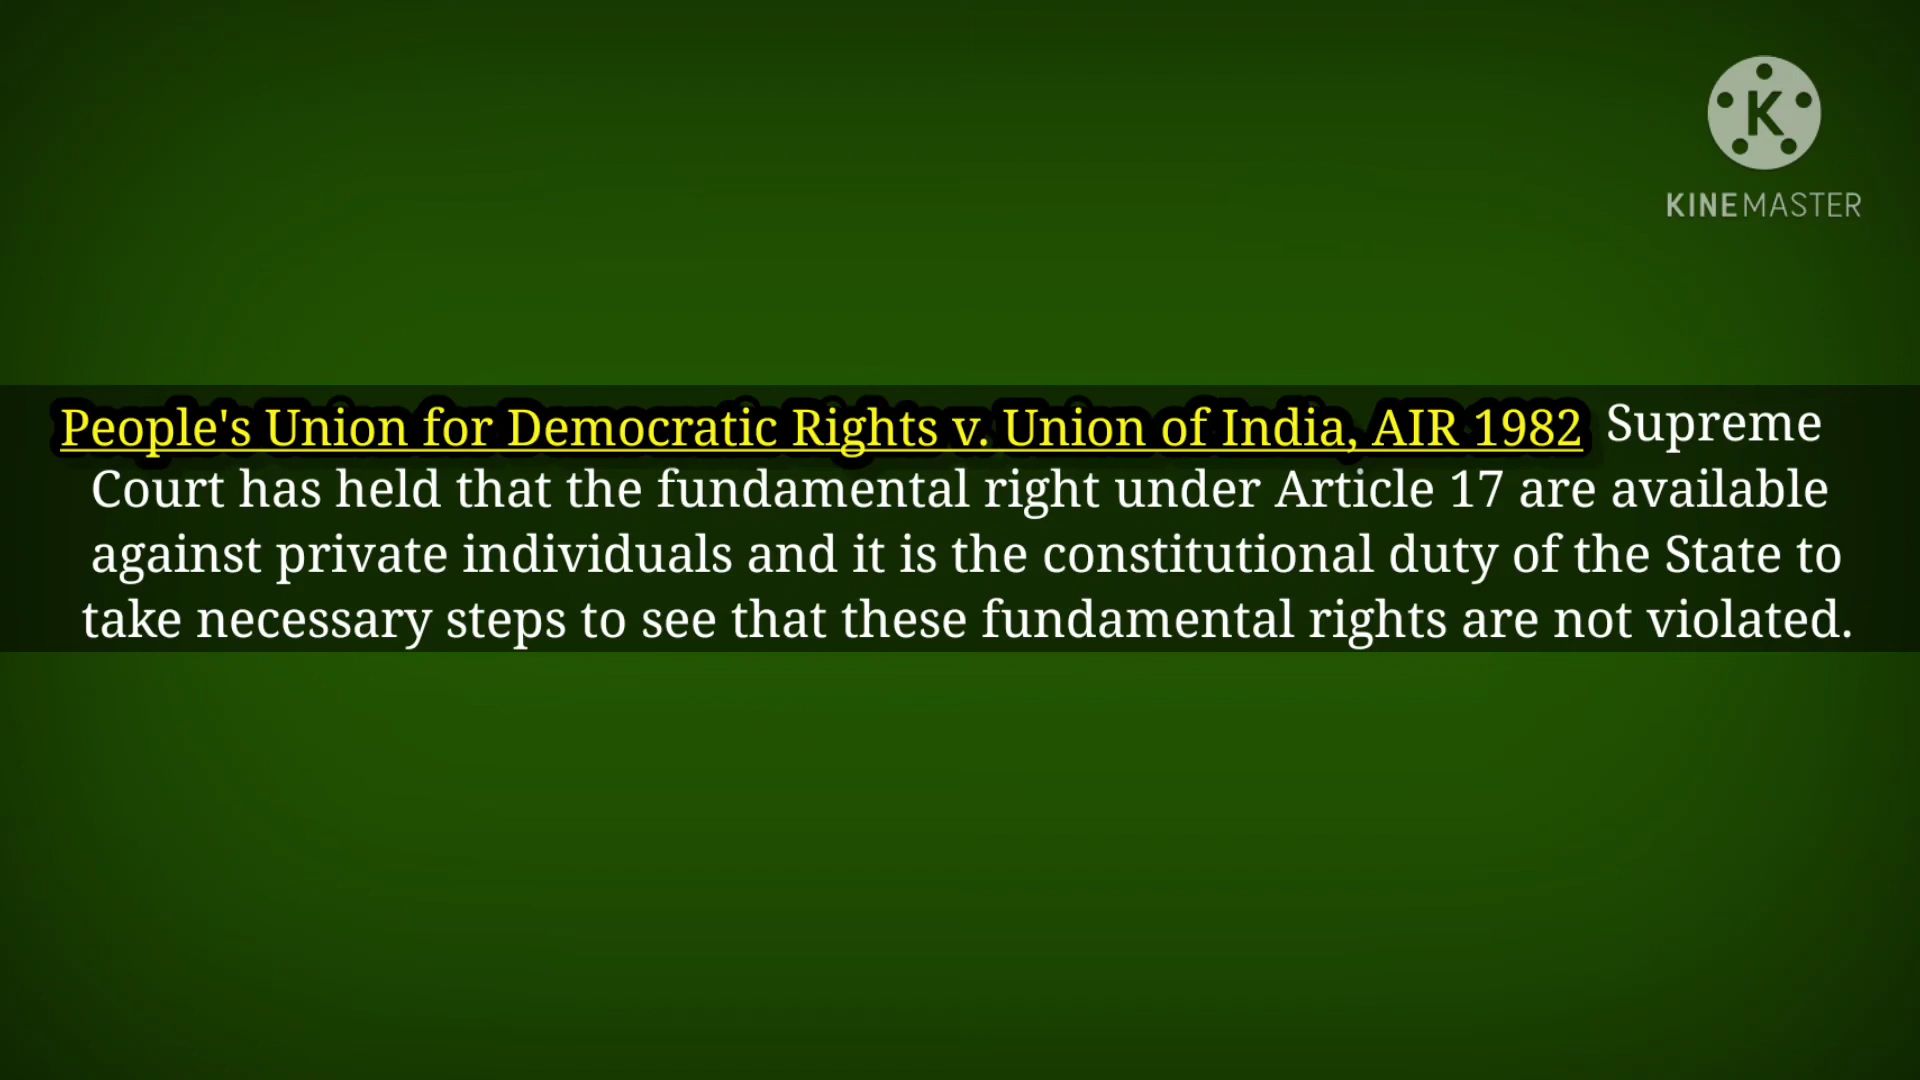 K
KINEMASTER
People's Union for Democratic Rights v. Union of India, AIR 1982 Supreme
Court has held that the fundamental right under Article 17 are available
against private individuals and it is the constitutional duty of the State to
take necessary steps to see that these fundamental rights are not violated.